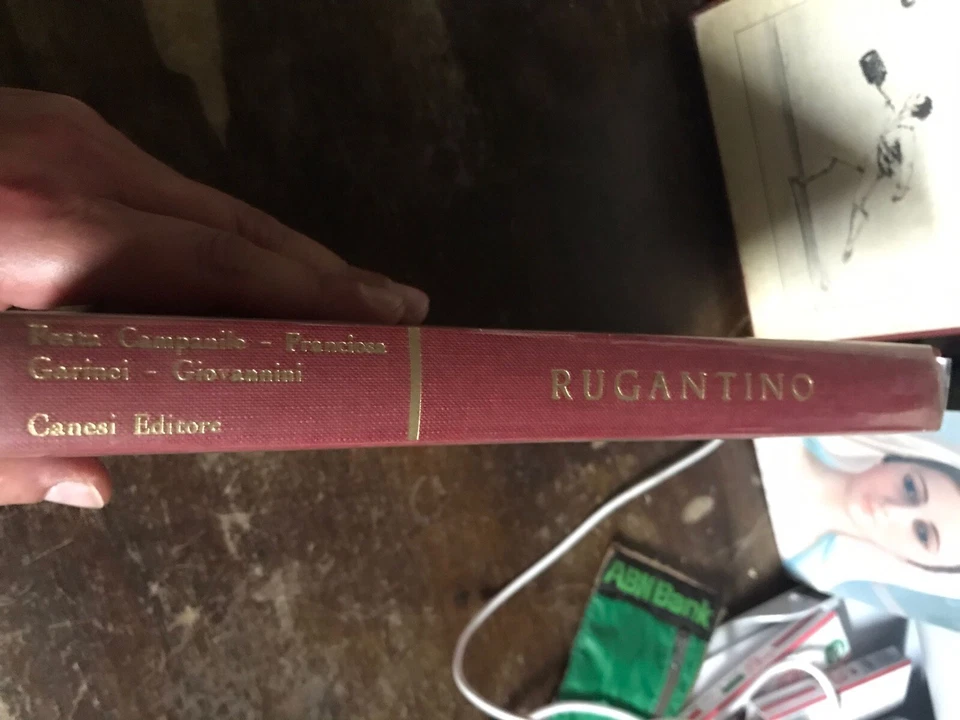 Festa Campanile - Franciosa
Garinei - Giovannini
Canesi Editore
RUGANTINO
ABN Bank